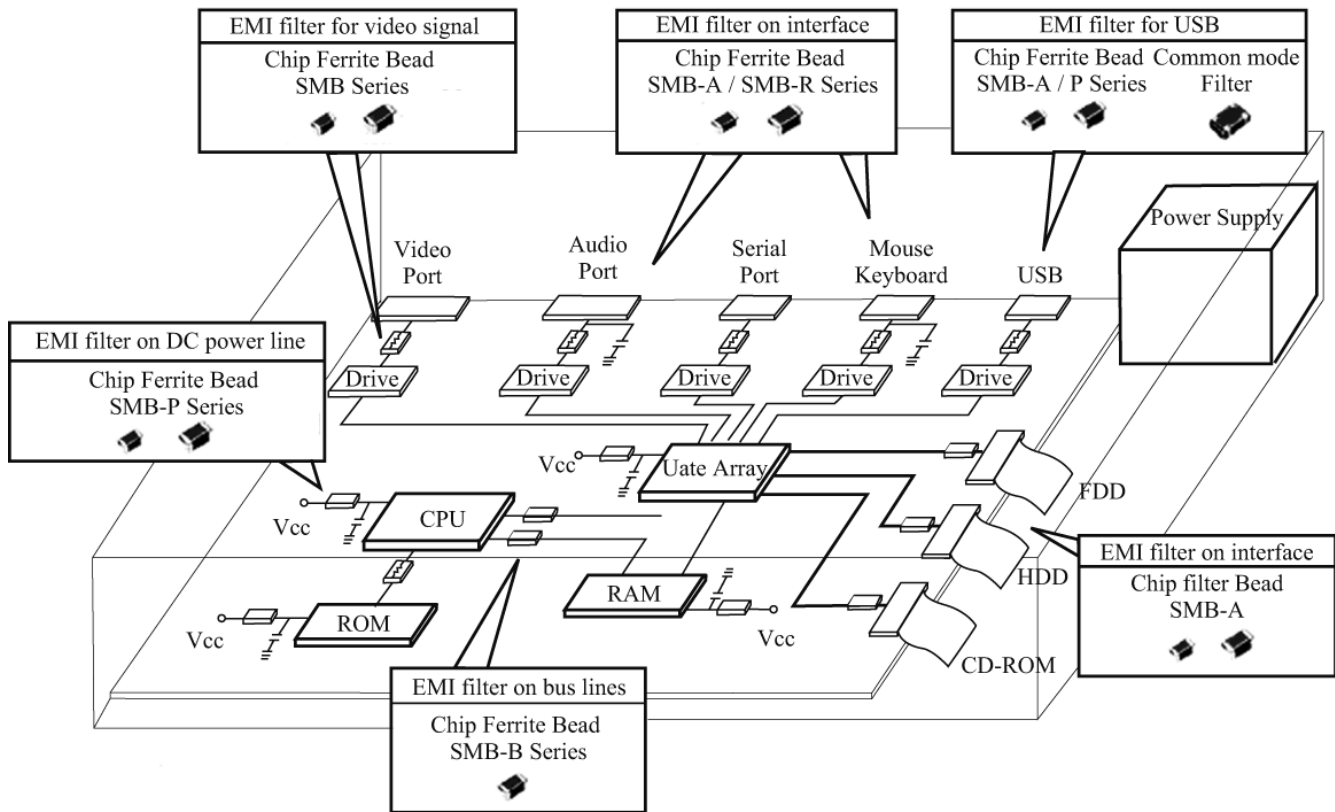 EMI filter for video signal
Chip Ferrite Bead
SMB Series
EMI filter on interface
Chip Ferrite Bead
SMB-A / SMB-R Series
EMI filter for USB
Chip Ferrite Bead
SMB-A / P Series
Common mode
Filter
Power Supply
Video
Port
Audio
Port
Serial
Port
Mouse
Keyboard
USB
EMI filter on DC power line
Chip Ferrite Bead
SMB-P Series
Drive
Drive
Drive
Drive
Drive
Vcc
Uate Array
FDD
Vcc
CPU
HDD
EMI filter on interface
Chip filter Bead
SMB-A
Vcc
ROM
RAM
Vcc
CD-ROM
EMI filter on bus lines
Chip Ferrite Bead
SMB-B Series